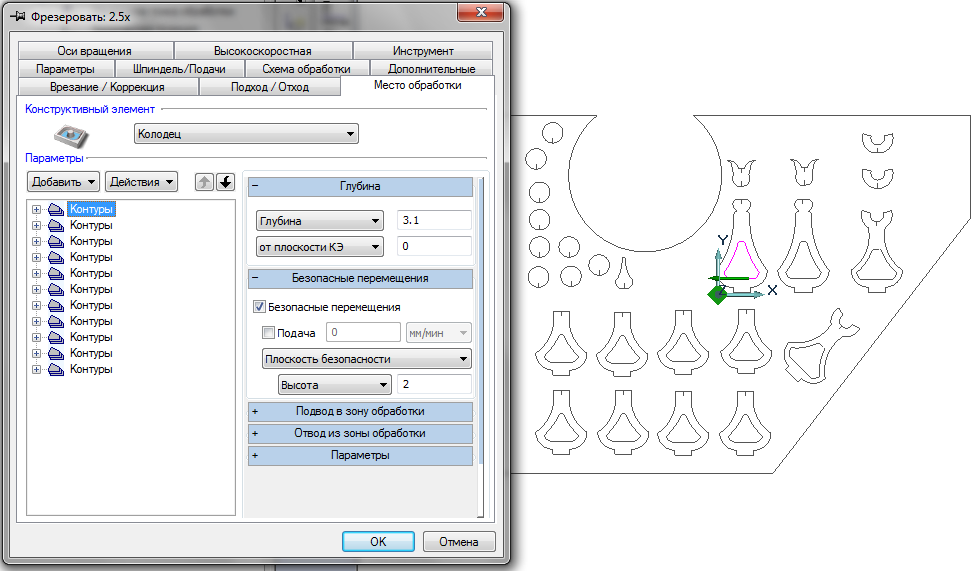 Фрезеровать: 2.5x
Оси вращения Высокоскоростная Инструмент
Параметры Шпиндель/Подачи Схема обработки Дополнительные
Врезание / Коррекция Подход / Отход Место обработки
Конструктивный элемент
Колодец
Параметры
Добавить Действия
Контуры
Контуры
Контуры
Контуры
Контуры
Контуры
Контуры
Контуры
Контуры
Контуры
Контуры
− Глубина
Глубина 3.1
от плоскости КЭ 0
− Безопасные перемещения
Безопасные перемещения
Подача 0 мм/мин
Плоскость безопасности
Высота 2
+ Подвод в зону обработки
+ Отвод из зоны обработки
+ Параметры
OK Отмена
Y
X